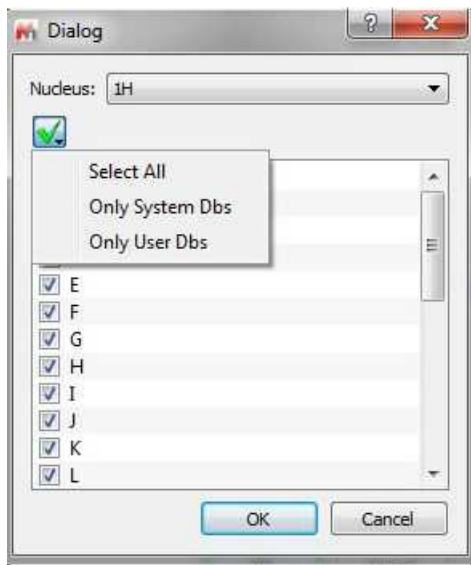 Dialog
Nucleus: 1H
Select All
Only System Dbs
Only User Dbs
E
F
G
H
I
J
K
L
OK Cancel